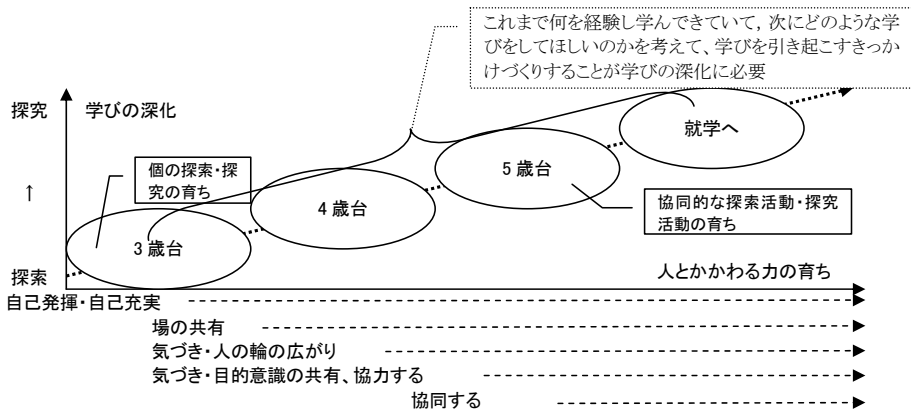 これまで何を経験し学んできていて，次にどのような学
びをしてほしいのかを考えて、学びを引き起こすきっか
けづくりすることが学びの深化に必要
探究
学びの深化
就学へ
個の探索・探
究の育ち
5 歳台
↑
4 歳台
協同的な探索活動・探究
活動の育ち
3 歳台
探索
人とかかわる力の育ち
自己発揮・自己充実
場の共有
気づき・人の輪の広がり
気づき・目的意識の共有、協力する
協同する